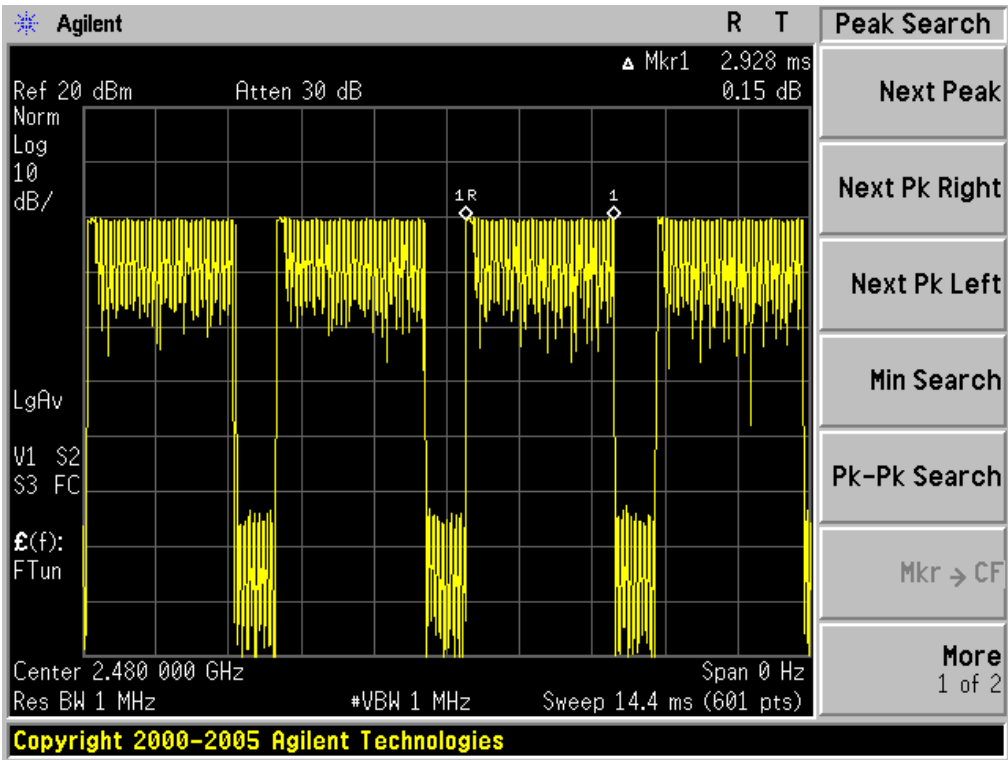 Agilent R T
Δ Mkr1 2.928 ms
Ref 20 dBm Atten 30 dB 0.15 dB
Norm
Log
10
dB/
1R 1
LgAv
V1 S2
S3 FC
£(f):
FTun
Center 2.480 000 GHz Span 0 Hz
Res BW 1 MHz #VBW 1 MHz Sweep 14.4 ms (601 pts)
Copyright 2000-2005 Agilent Technologies
Peak Search
Next Peak
Next Pk Right
Next Pk Left
Min Search
Pk-Pk Search
Mkr → CF
More
1 of 2